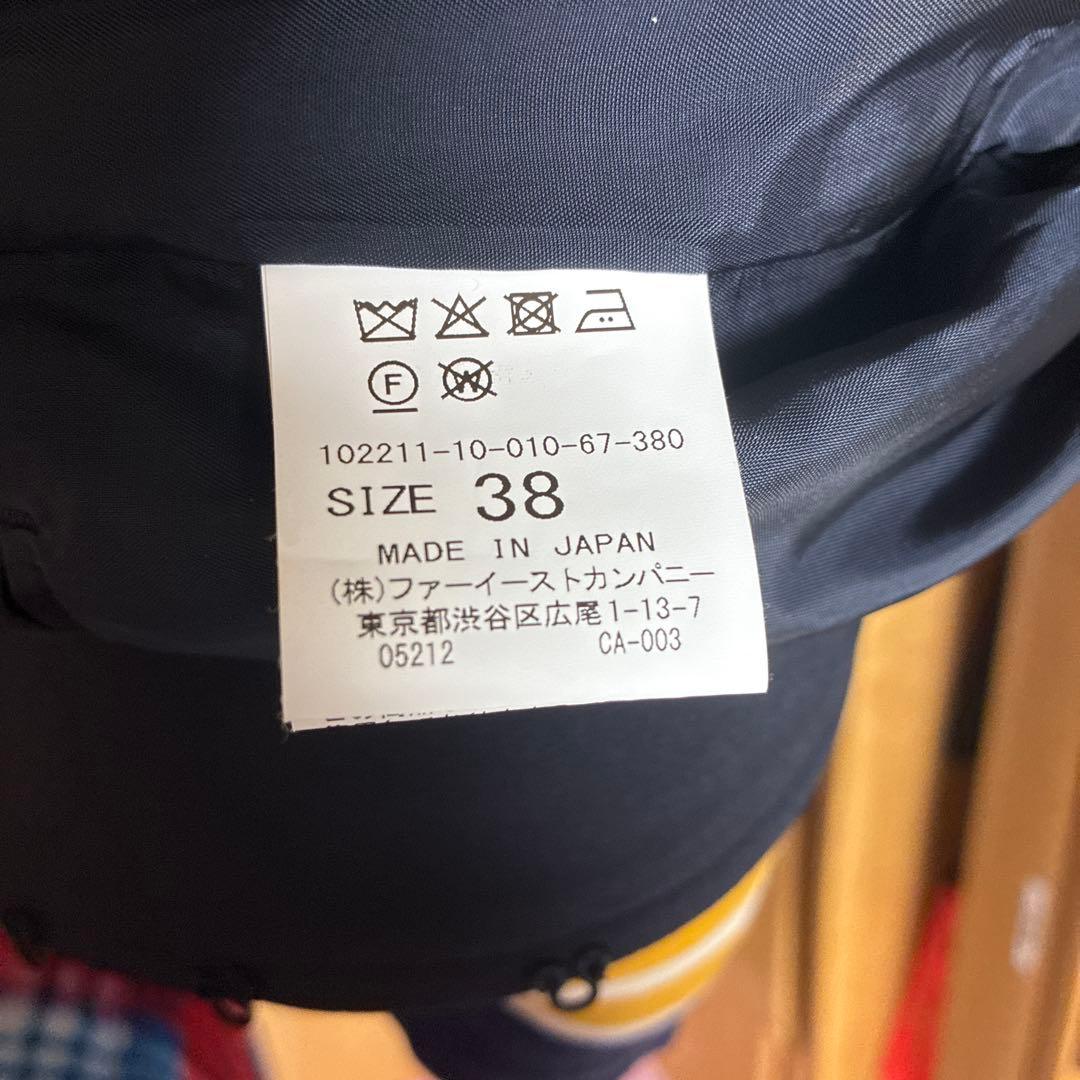 F W
102211-10-010-67-380
SIZE 38
MADE IN JAPAN
(株)ファーイーストカンパニー
東京都渋谷区広尾1-13-7
05212 CA-003